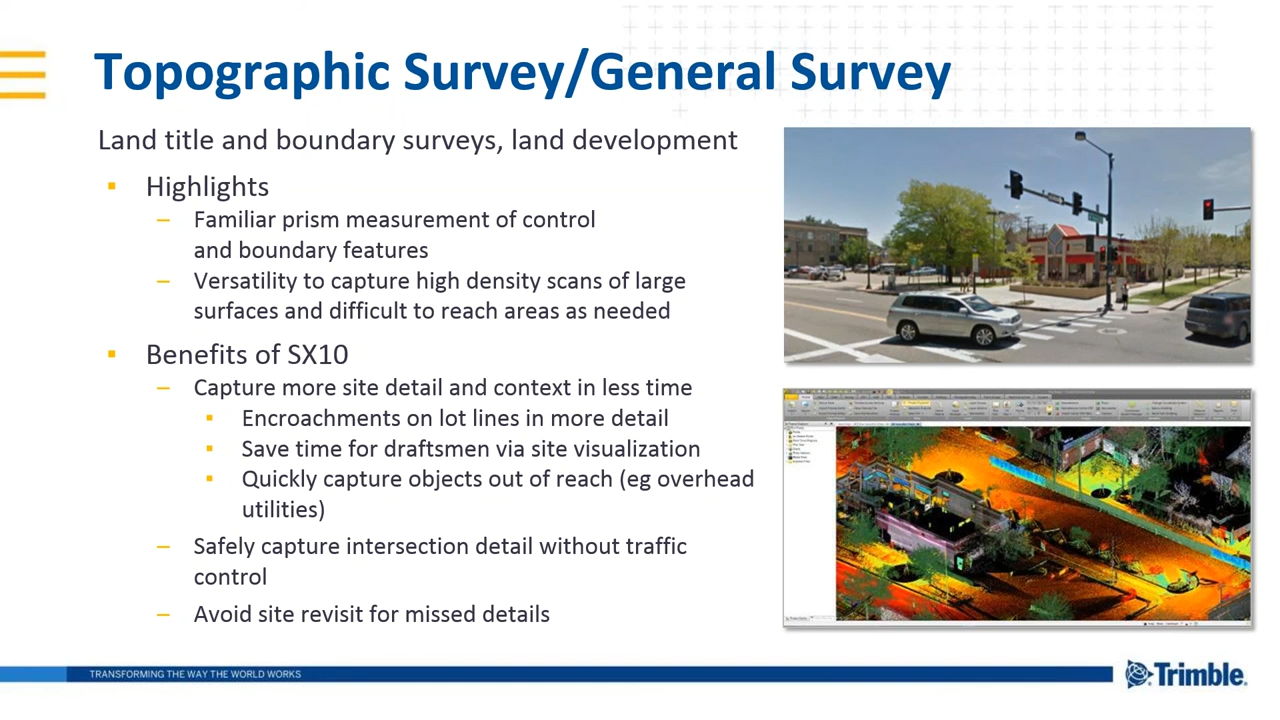 Topographic Survey/General Survey
Land title and boundary surveys, land development
▪ Highlights
– Familiar prism measurement of control
and boundary features
– Versatility to capture high density scans of large
surfaces and difficult to reach areas as needed
▪ Benefits of SX10
– Capture more site detail and context in less time
▪ Encroachments on lot lines in more detail
▪ Save time for draftsmen via site visualization
▪ Quickly capture objects out of reach (eg overhead
utilities)
– Safely capture intersection detail without traffic
control
– Avoid site revisit for missed details
TRANSFORMING THE WAY THE WORLD WORKS
Trimble